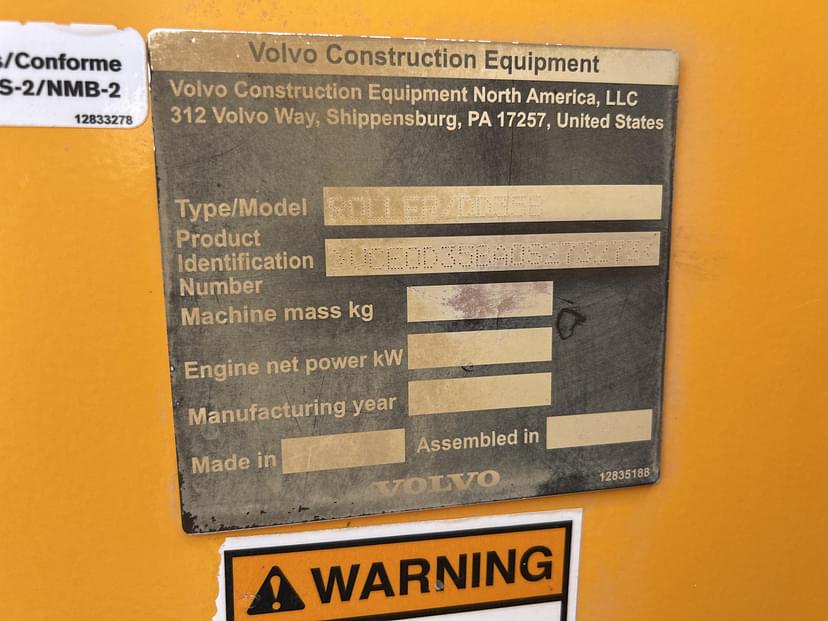 s/Conforme
S-2/NMB-2
12833278
Volvo Construction Equipment
Volvo Construction Equipment North America, LLC
312 Volvo Way, Shippensburg, PA 17257, United States
Type/Model ROLLER/DD35B
Product
Identification
Number
Machine mass kg
Engine net power kW
Manufacturing year
Made in
Assembled in
VOLVO
12835188
WARNING